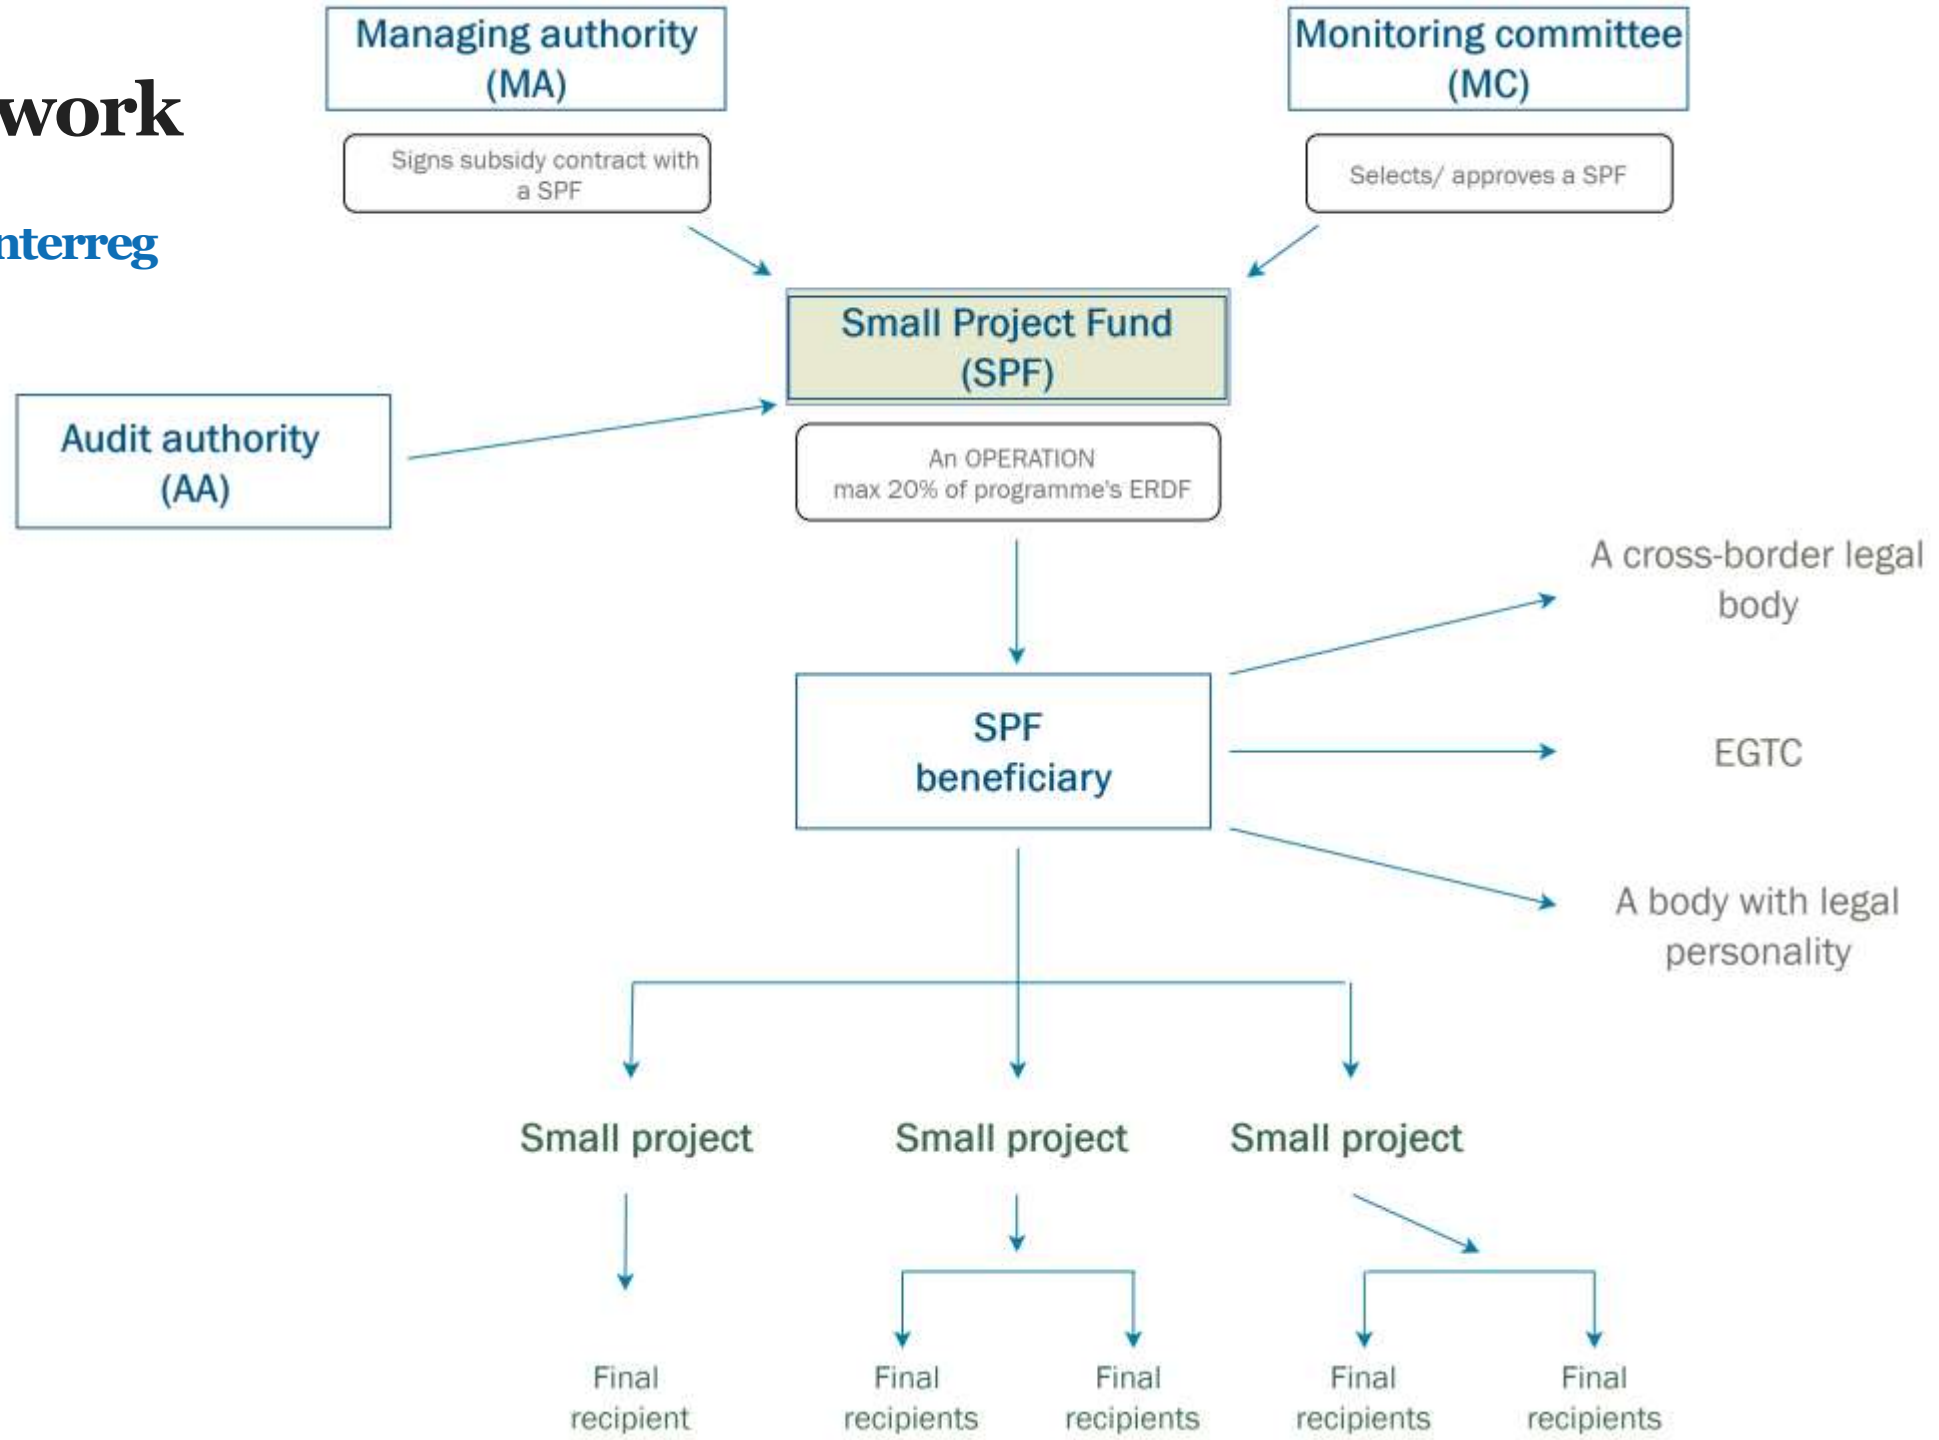 work
nterreg
Managing authority
(MA)
Monitoring committee
(MC)
Signs subsidy contract with
a SPF
Selects/ approves a SPF
Small Project Fund
(SPF)
Audit authority
(AA)
An OPERATION
max 20% of programme's ERDF
A cross-border legal
body
SPF
beneficiary
EGTC
A body with legal
personality
Small project
Small project
Small project
Final
recipient
Final
recipients
Final
recipients
Final
recipients
Final
recipients